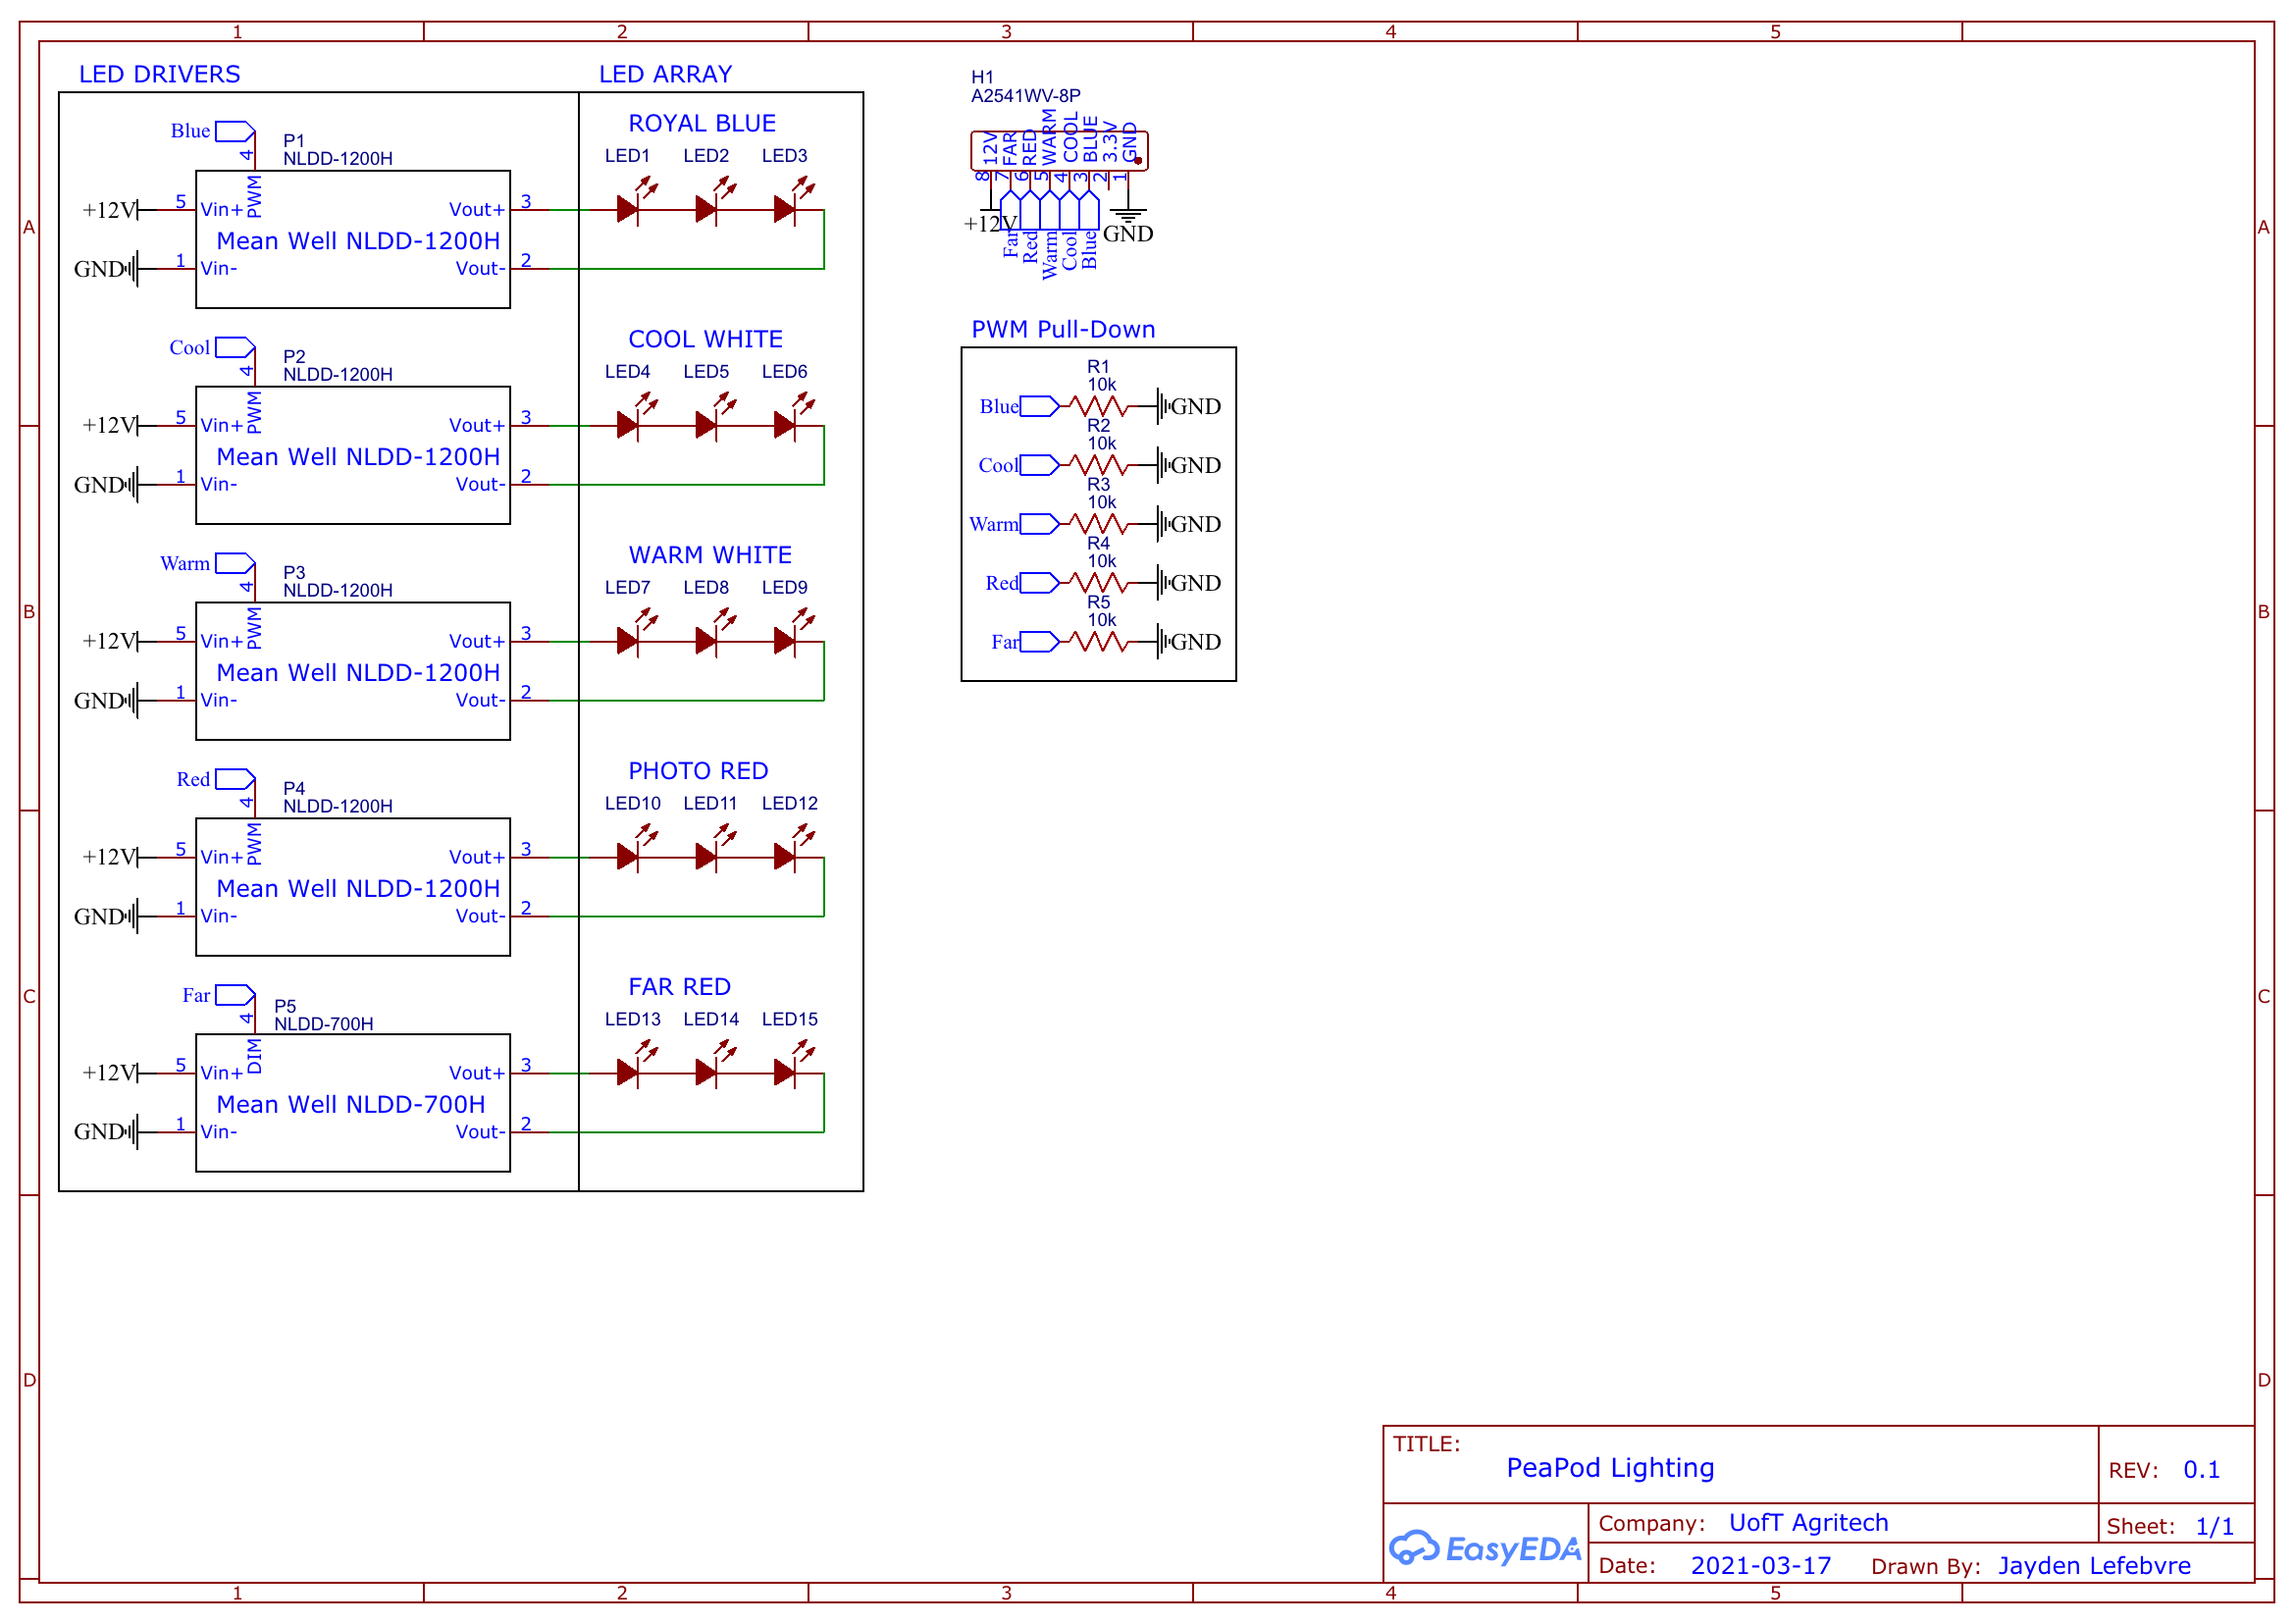 1 2 3 4 5
LED DRIVERS
LED ARRAY
Blue
4
P1
NLDD-1200H
+12V
5
Vin+
PWM
Vout+
3
Mean Well NLDD-1200H
GND
1
Vin-
Vout-
2
ROYAL BLUE
LED1 LED2 LED3
Cool
4
P2
NLDD-1200H
+12V
5
Vin+
PWM
Vout+
3
Mean Well NLDD-1200H
GND
1
Vin-
Vout-
2
COOL WHITE
LED4 LED5 LED6
Warm
4
P3
NLDD-1200H
+12V
5
Vin+
PWM
Vout+
3
Mean Well NLDD-1200H
GND
1
Vin-
Vout-
2
WARM WHITE
LED7 LED8 LED9
Red
4
P4
NLDD-1200H
+12V
5
Vin+
PWM
Vout+
3
Mean Well NLDD-1200H
GND
1
Vin-
Vout-
2
PHOTO RED
LED10 LED11 LED12
Far
4
P5
NLDD-700H
+12V
5
Vin+
DIM
Vout+
3
Mean Well NLDD-700H
GND
1
Vin-
Vout-
2
FAR RED
LED13 LED14 LED15
H1
A2541WV-8P
12V FAR RED WARM COOL BLUE 3.3V GND
8 7 6 5 4 3 2 1
+12V
Far Red Warm Cool Blue
GND
PWM Pull-Down
R1
10k
Blue GND
R2
10k
Cool GND
R3
10k
Warm GND
R4
10k
Red GND
R5
10k
Far GND
A A
B B
C C
D D
TITLE:
PeaPod Lighting
REV: 0.1
EasyEDA
Company: UofT Agritech
Sheet: 1/1
Date: 2021-03-17 Drawn By: Jayden Lefebvre
1 2 3 4 5